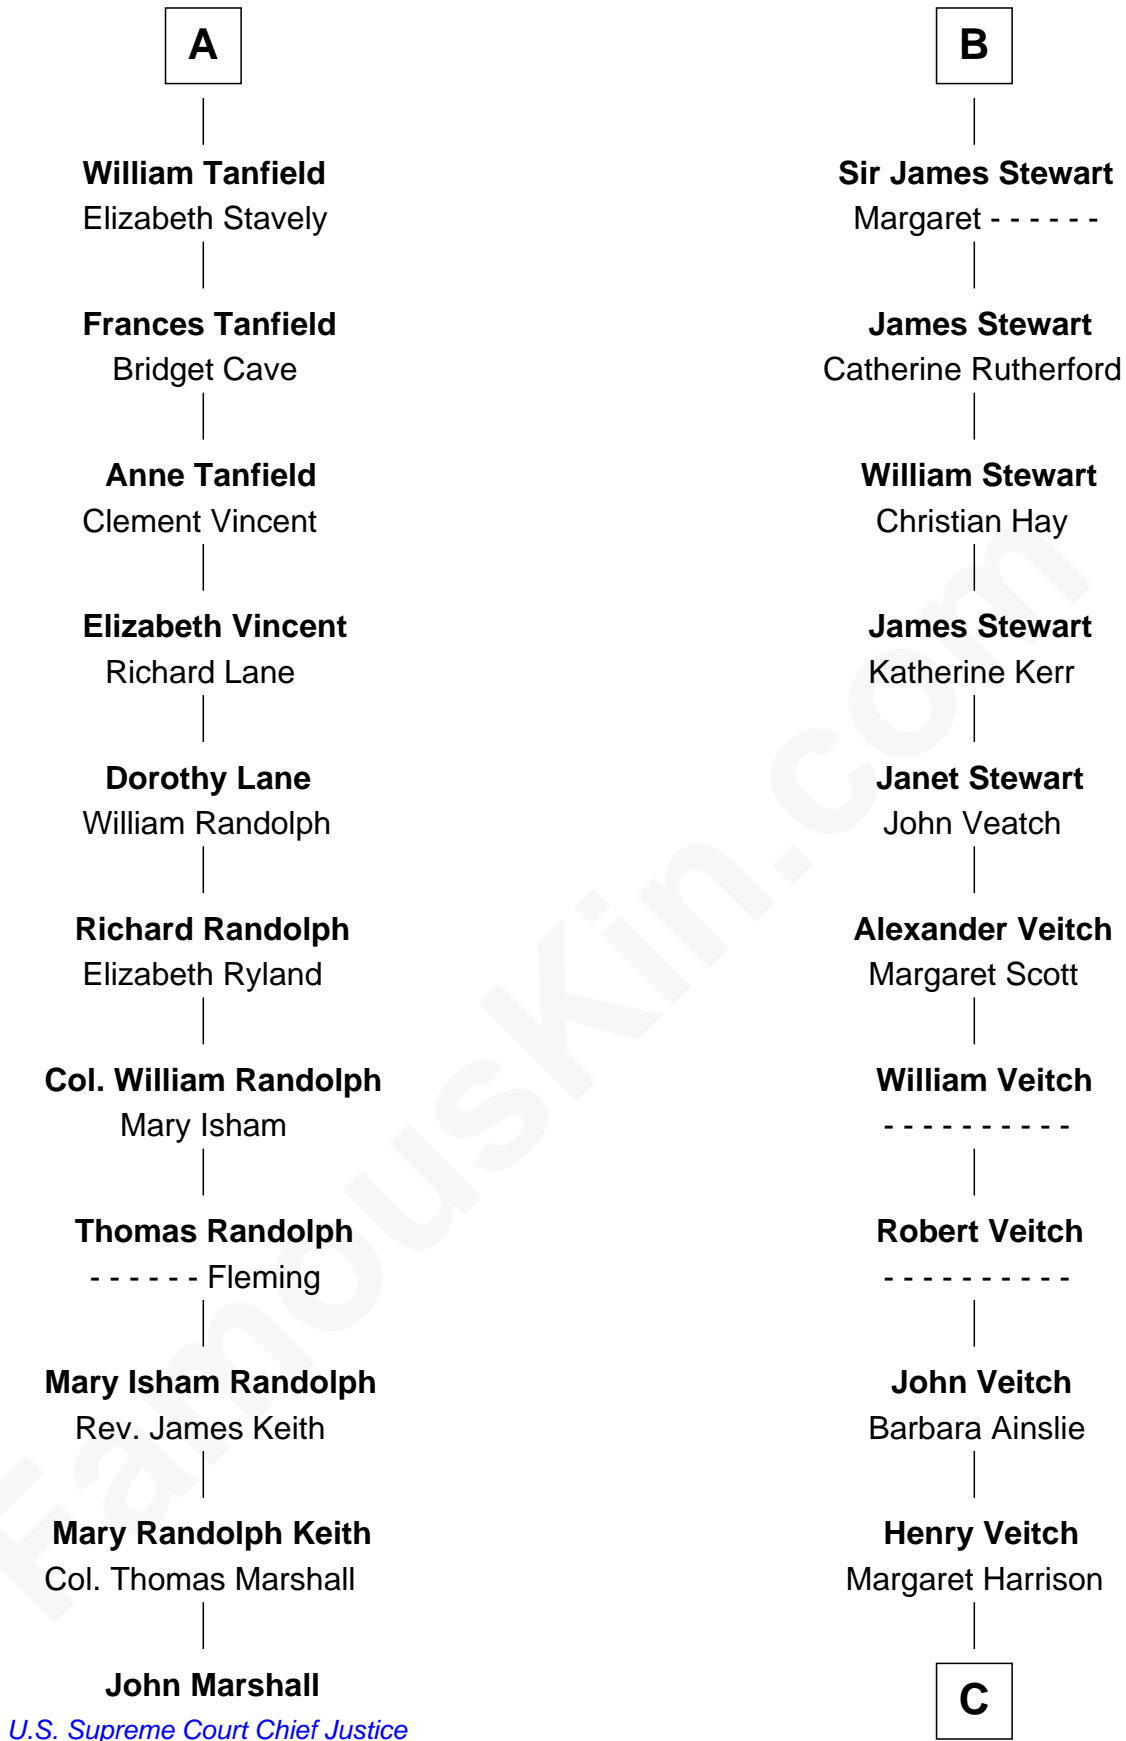 A
William Tanfield
Elizabeth Stavely
Frances Tanfield
Bridget Cave
Anne Tanfield
Clement Vincent
Elizabeth Vincent
Richard Lane
Dorothy Lane
William Randolph
Richard Randolph
Elizabeth Ryland
Col. William Randolph
Mary Isham
Thomas Randolph
- - - - - - Fleming
Mary Isham Randolph
Rev. James Keith
Mary Randolph Keith
Col. Thomas Marshall
John Marshall
U.S. Supreme Court Chief Justice
B
Sir James Stewart
Margaret - - - - - -
James Stewart
Catherine Rutherford
William Stewart
Christian Hay
James Stewart
Katherine Kerr
Janet Stewart
John Veatch
Alexander Veitch
Margaret Scott
William Veitch
- - - - - - - - - -
Robert Veitch
- - - - - - - - - -
John Veitch
Barbara Ainslie
Henry Veitch
Margaret Harrison
C
FamousKin.com